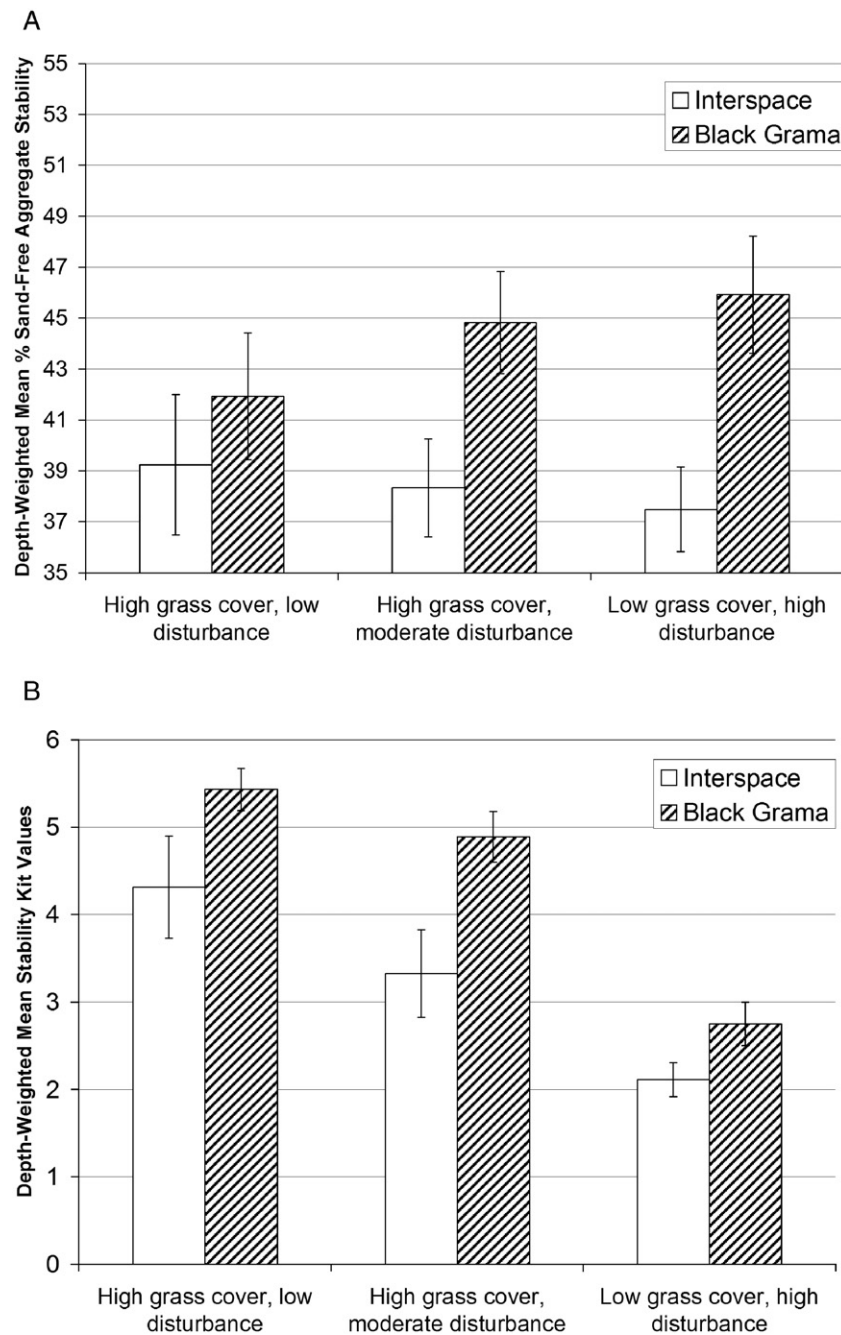 A
Depth-Weighted Mean % Sand-Free Aggregate Stability
55
53
51
49
47
45
43
41
39
37
35
Interspace
Black Grama
High grass cover, low
disturbance
High grass cover,
moderate disturbance
Low grass cover, high
disturbance
B
Depth-Weighted Mean Stability Kit Values
6
5
4
3
2
1
0
Interspace
Black Grama
High grass cover, low
disturbance
High grass cover,
moderate disturbance
Low grass cover, high
disturbance